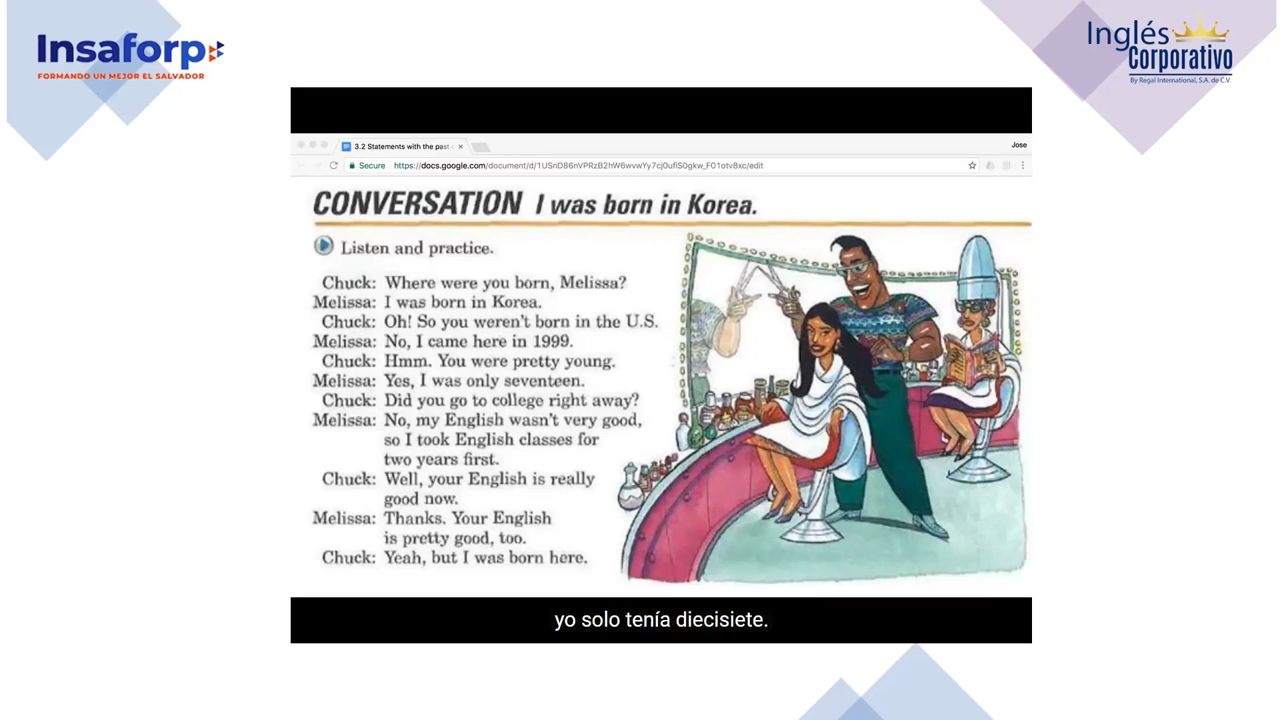 Insaforp
FORMANDO UN MEJOR EL SALVADOR
Inglés
Corporativo
By Regal International, S.A. de C.V.
3.2 Statements with the past
Jose
Secure https://docs.google.com/document/d/1USnD86nVPRzB2hW6wvwYy7cj0ufiS0gkw_F01otv8xc/edit
CONVERSATION I was born in Korea.
Listen and practice.
Chuck: Where were you born, Melissa?
Melissa: I was born in Korea.
Chuck: Oh! So you weren't born in the U.S.
Melissa: No, I came here in 1999.
Chuck: Hmm. You were pretty young.
Melissa: Yes, I was only seventeen.
Chuck: Did you go to college right away?
Melissa: No, my English wasn't very good,
so I took English classes for
two years first.
Chuck: Well, your English is really
good now.
Melissa: Thanks. Your English
is pretty good, too.
Chuck: Yeah, but I was born here.
yo solo tenía diecisiete.